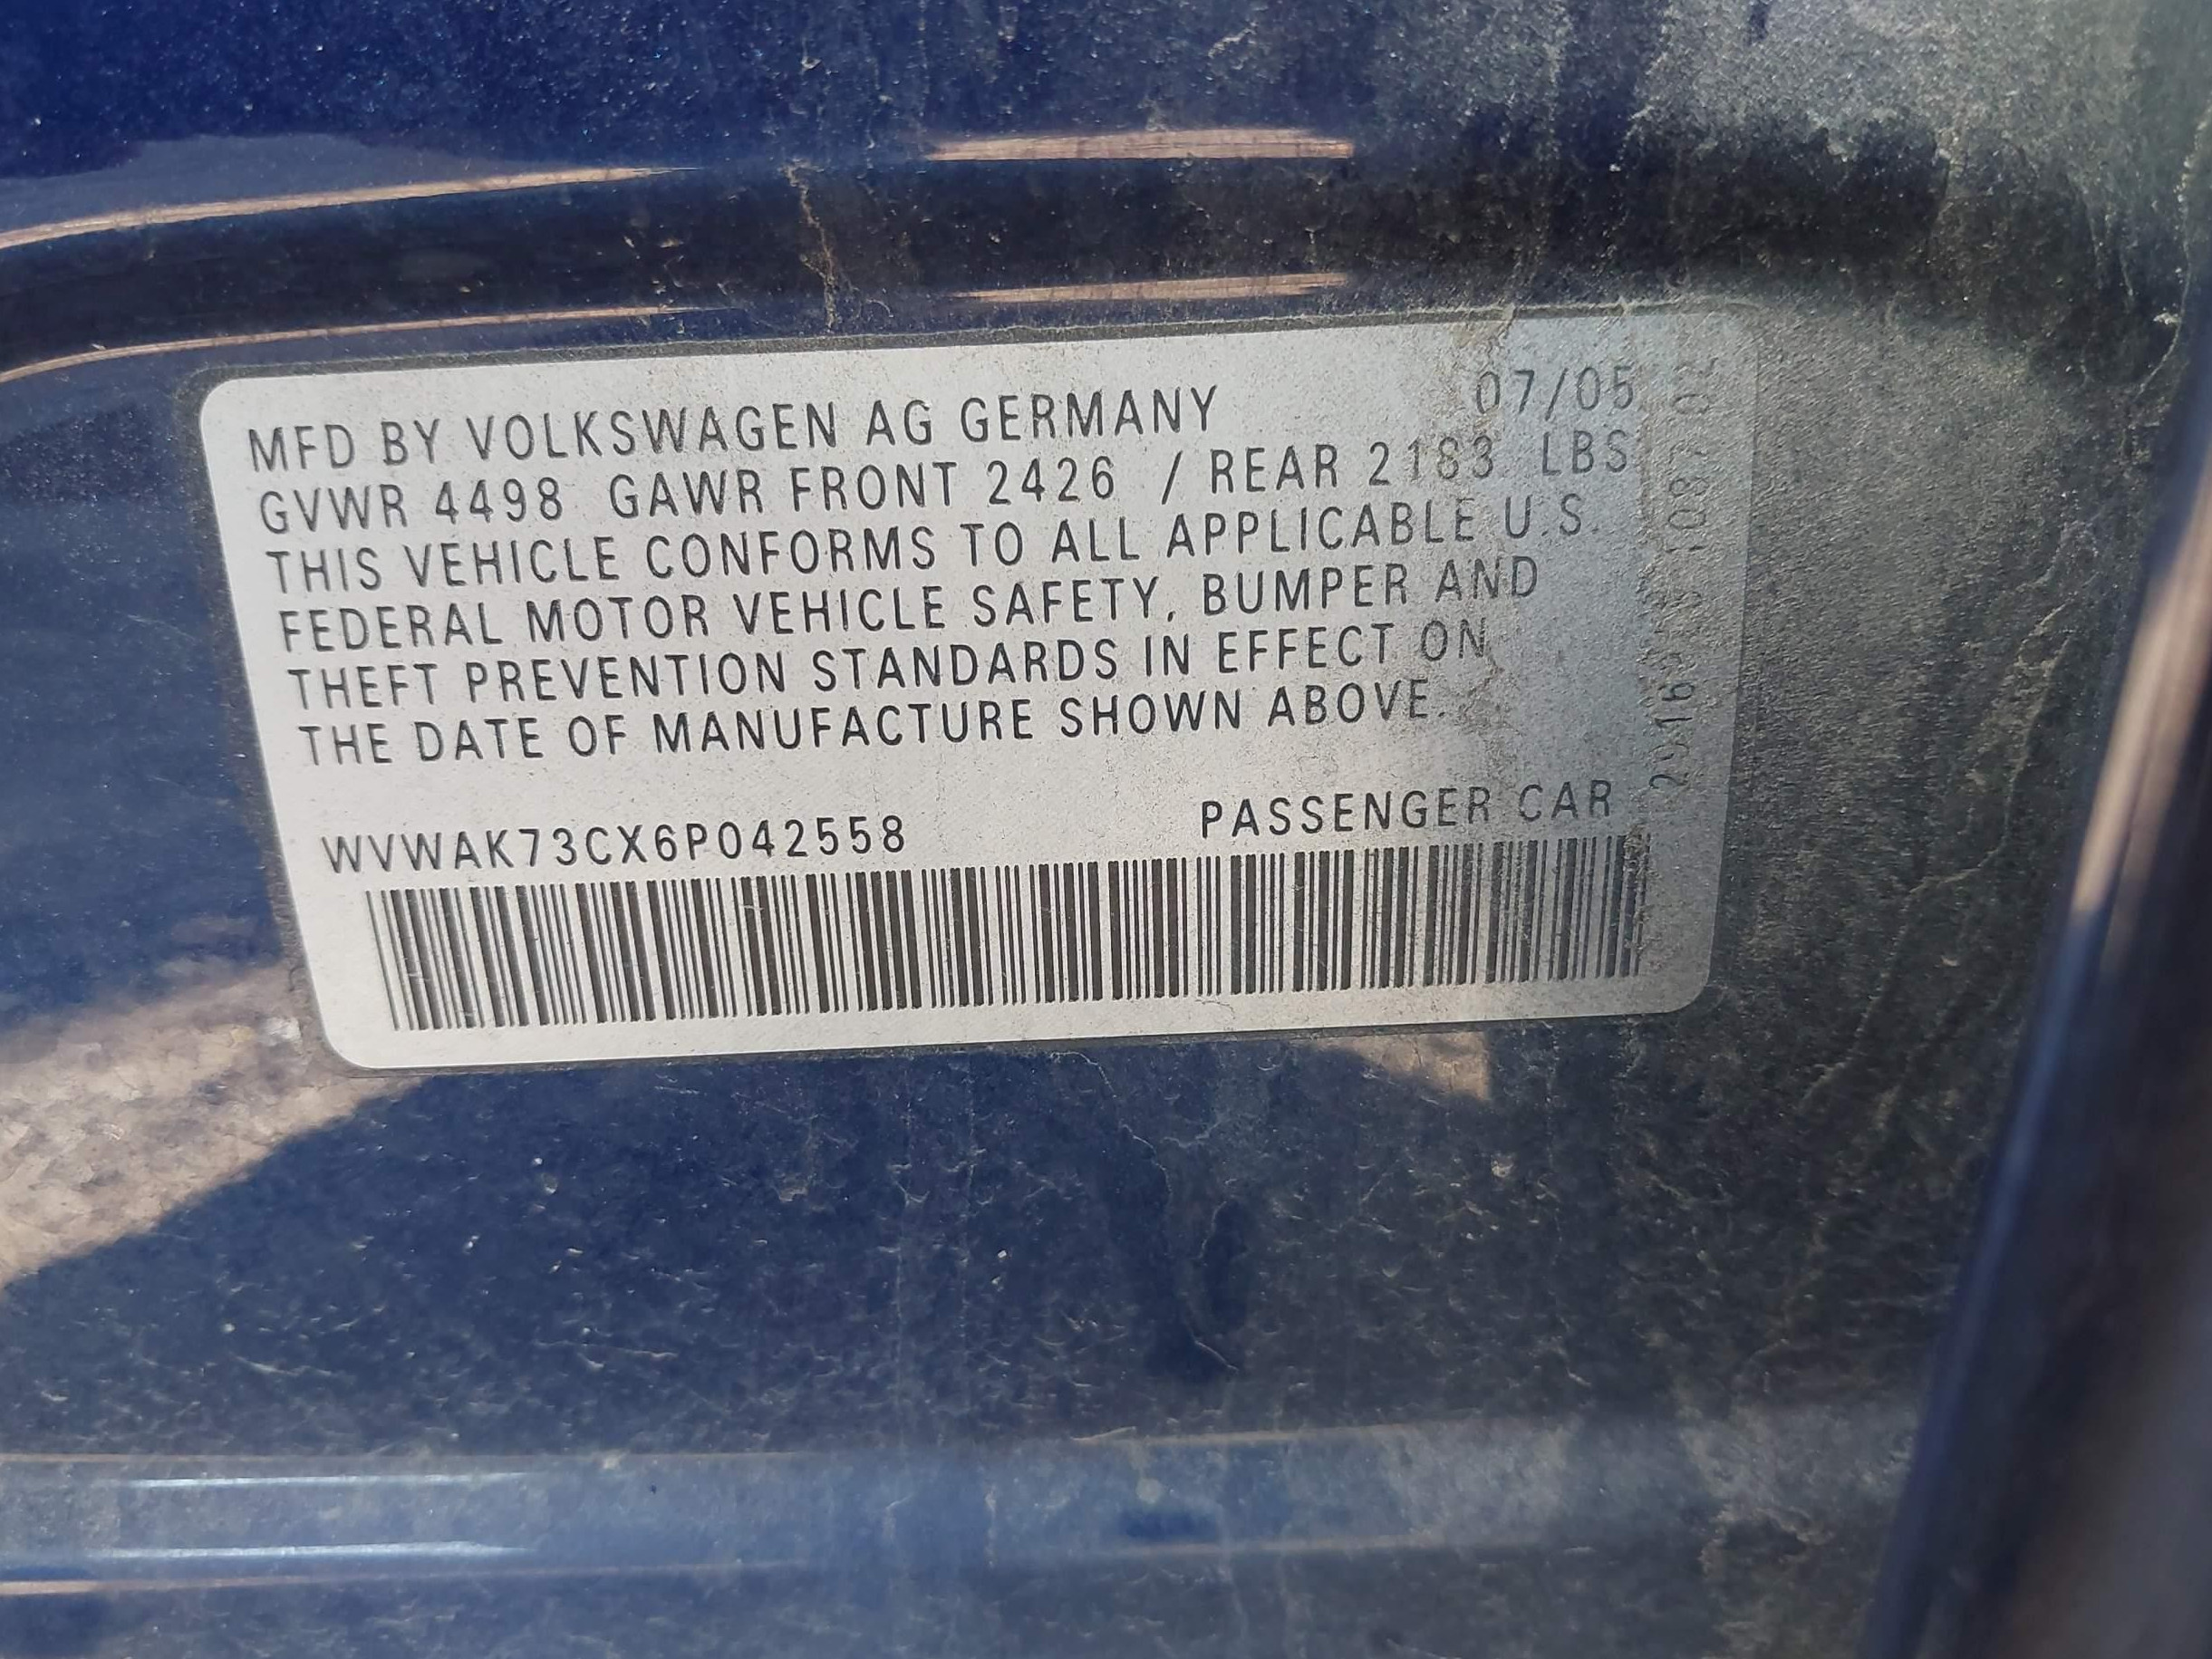 MFD BY VOLKSWAGEN AG GERMANY 07/05
GVWR 4498 GAWR FRONT 2426 / REAR 2183 LBS
THIS VEHICLE CONFORMS TO ALL APPLICABLE U.S.
FEDERAL MOTOR VEHICLE SAFETY, BUMPER AND
THEFT PREVENTION STANDARDS IN EFFECT ON
THE DATE OF MANUFACTURE SHOWN ABOVE.
WVWAK73CX6P042558 PASSENGER CAR